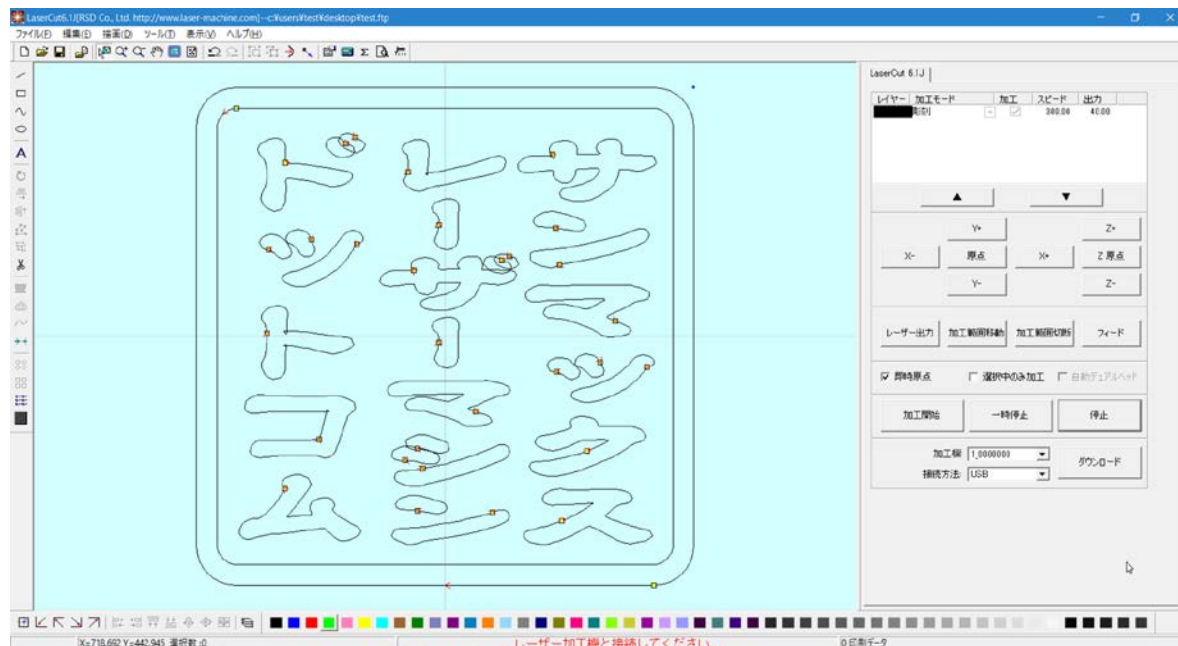 LaserCut6.1J[RSD Co., Ltd. http://www.laser-machine.com]--c:¥users¥test¥desktop¥test.ftp
ファイル(F) 編集(E) 描画(D) ツール(T) 表示(V) ヘルプ(H)
LaserCut 6.1J
レイヤー 加工モード 加工 スピード 出力
彫刻 300.00 40.00
▲ ▼
Y+ Z+
X- 原点 X+ Z 原点
Y- Z-
レーザー出力 加工範囲移動 加工範囲切断 フィード
即時原点 選択中のみ加工 自動デュアルヘッド
加工開始 一時停止 停止
加工欄 1,0000000
接続方法: USB
ダウンロード
サンマックス
レーザーマシン
ドットコム
X=718.692 Y=442.945 選択数:0
レーザー加工機と接続してください
0 印刷データ